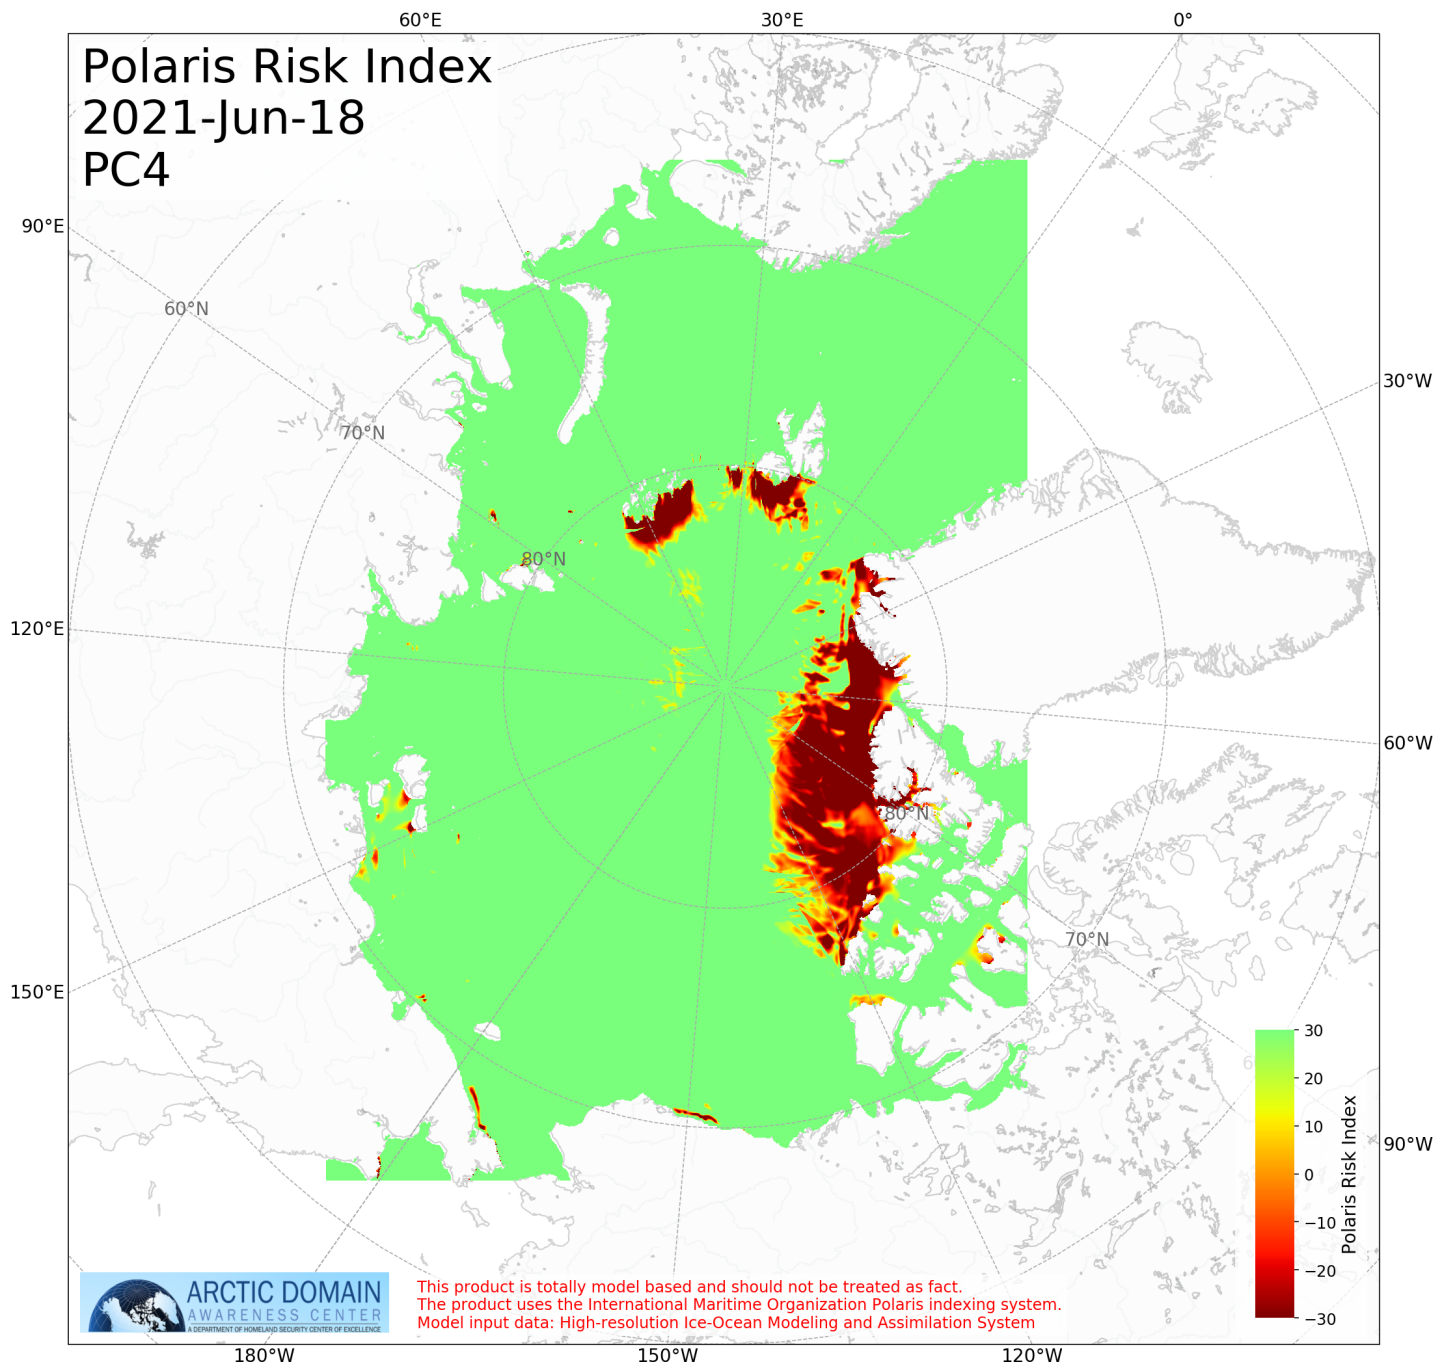 60°E
30°E
0°
Polaris Risk Index
2021-Jun-18
PC4
90°E
60°N
30°W
70°N
80°N
120°E
60°W
80°N
70°N
150°E
30
20
10
0
−10
−20
−30
Polaris Risk Index
90°W
ARCTIC DOMAIN
AWARENESS CENTER
A DEPARTMENT OF HOMELAND SECURITY CENTER OF EXCELLENCE
This product is totally model based and should not be treated as fact.
The product uses the International Maritime Organization Polaris indexing system.
Model input data: High-resolution Ice-Ocean Modeling and Assimilation System
180°W
150°W
120°W